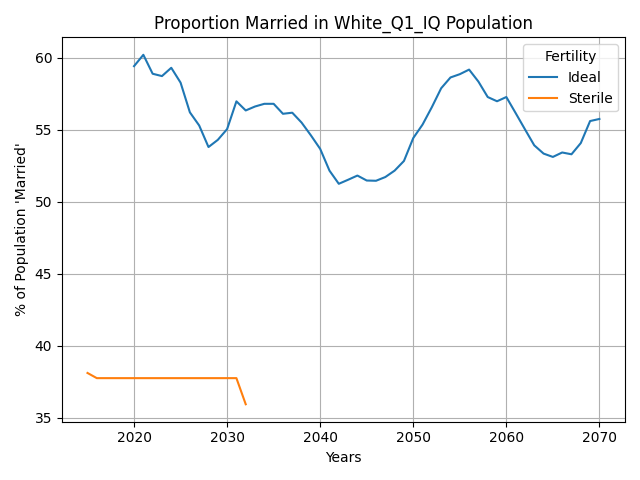 Proportion Married in White_Q1_IQ Population
% of Population 'Married'
60
55
50
45
40
35
Fertility
Ideal
Sterile
2020 2030 2040 2050 2060 2070
Years